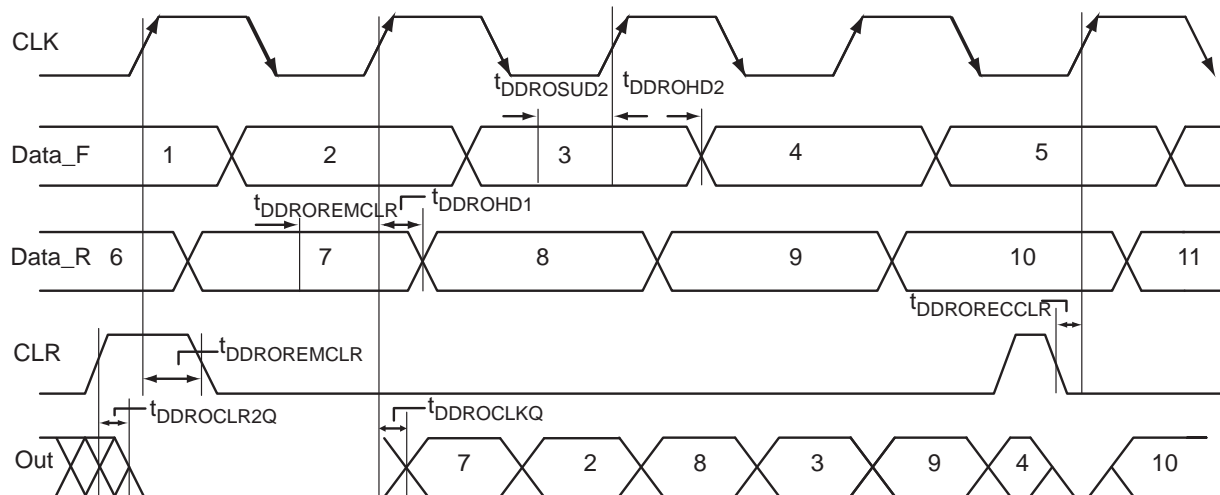 CLK
tDDROSUD2 tDDROHD2
Data_F 1 2 3 4 5
tDDROREMCLR tDDROHD1
Data_R 6 7 8 9 10 11
tDDRORECCLR
CLR
tDDROREMCLR
tDDROCLR2Q tDDROCLKQ
Out 7 2 8 3 9 4 10